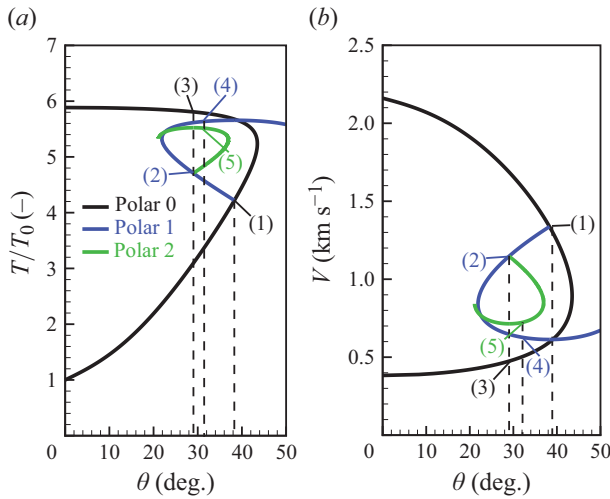 (a)
7
6
5
4
3
2
1
T/T0 (–)
(3)
(4)
(5)
(2)
(1)
Polar 0
Polar 1
Polar 2
0 10 20 30 40 50
θ (deg.)
(b)
2.5
2.0
1.5
1.0
0.5
0
V (km s−1)
(1)
(2)
(5)
(4)
(3)
0 10 20 30 40 50
θ (deg.)